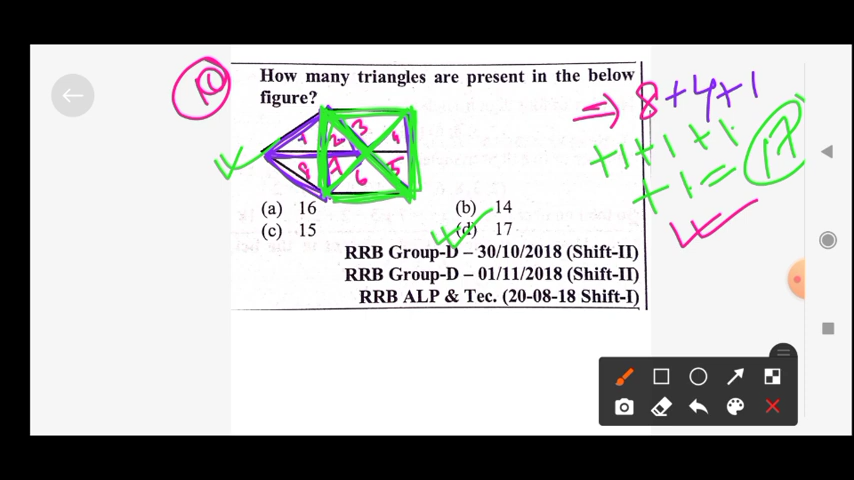 10
How many triangles are present in the below
figure?
1 2 3 4
8 7 6 5
(a) 16 (b) 14
(c) 15 (d) 17
RRB Group-D – 30/10/2018 (Shift-II)
RRB Group-D – 01/11/2018 (Shift-II)
RRB ALP & Tec. (20-08-18 Shift-I)
⇒ 8+4+1
+1+1+1
+1=17